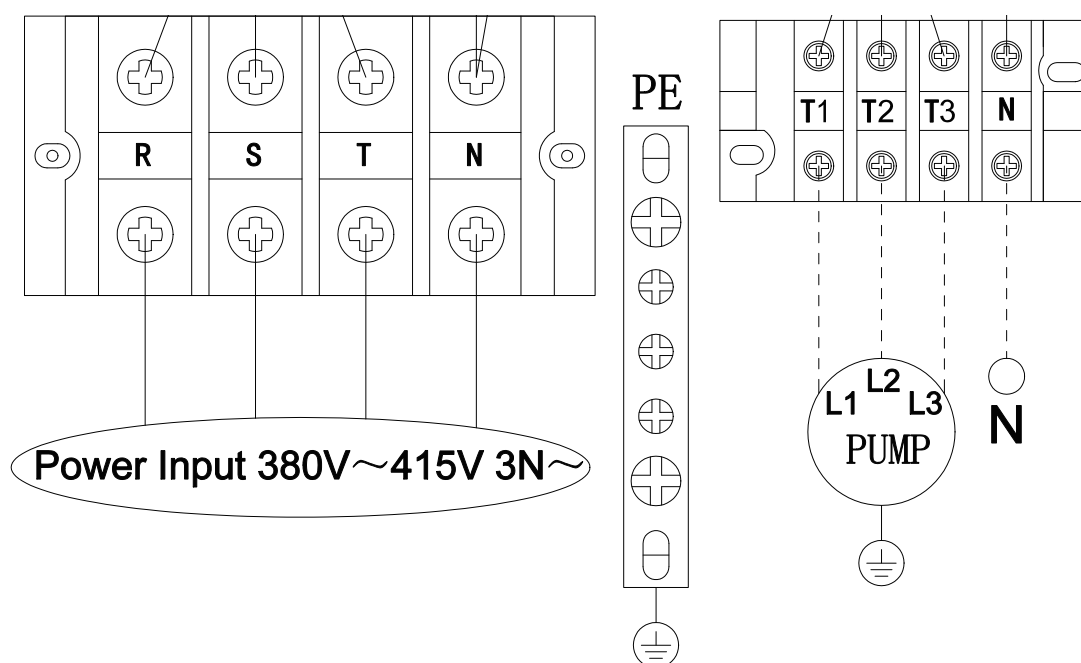 R S T N
Power Input 380V～415V 3N～
PE
T1 T2 T3 N
L1 L2 L3
PUMP
N